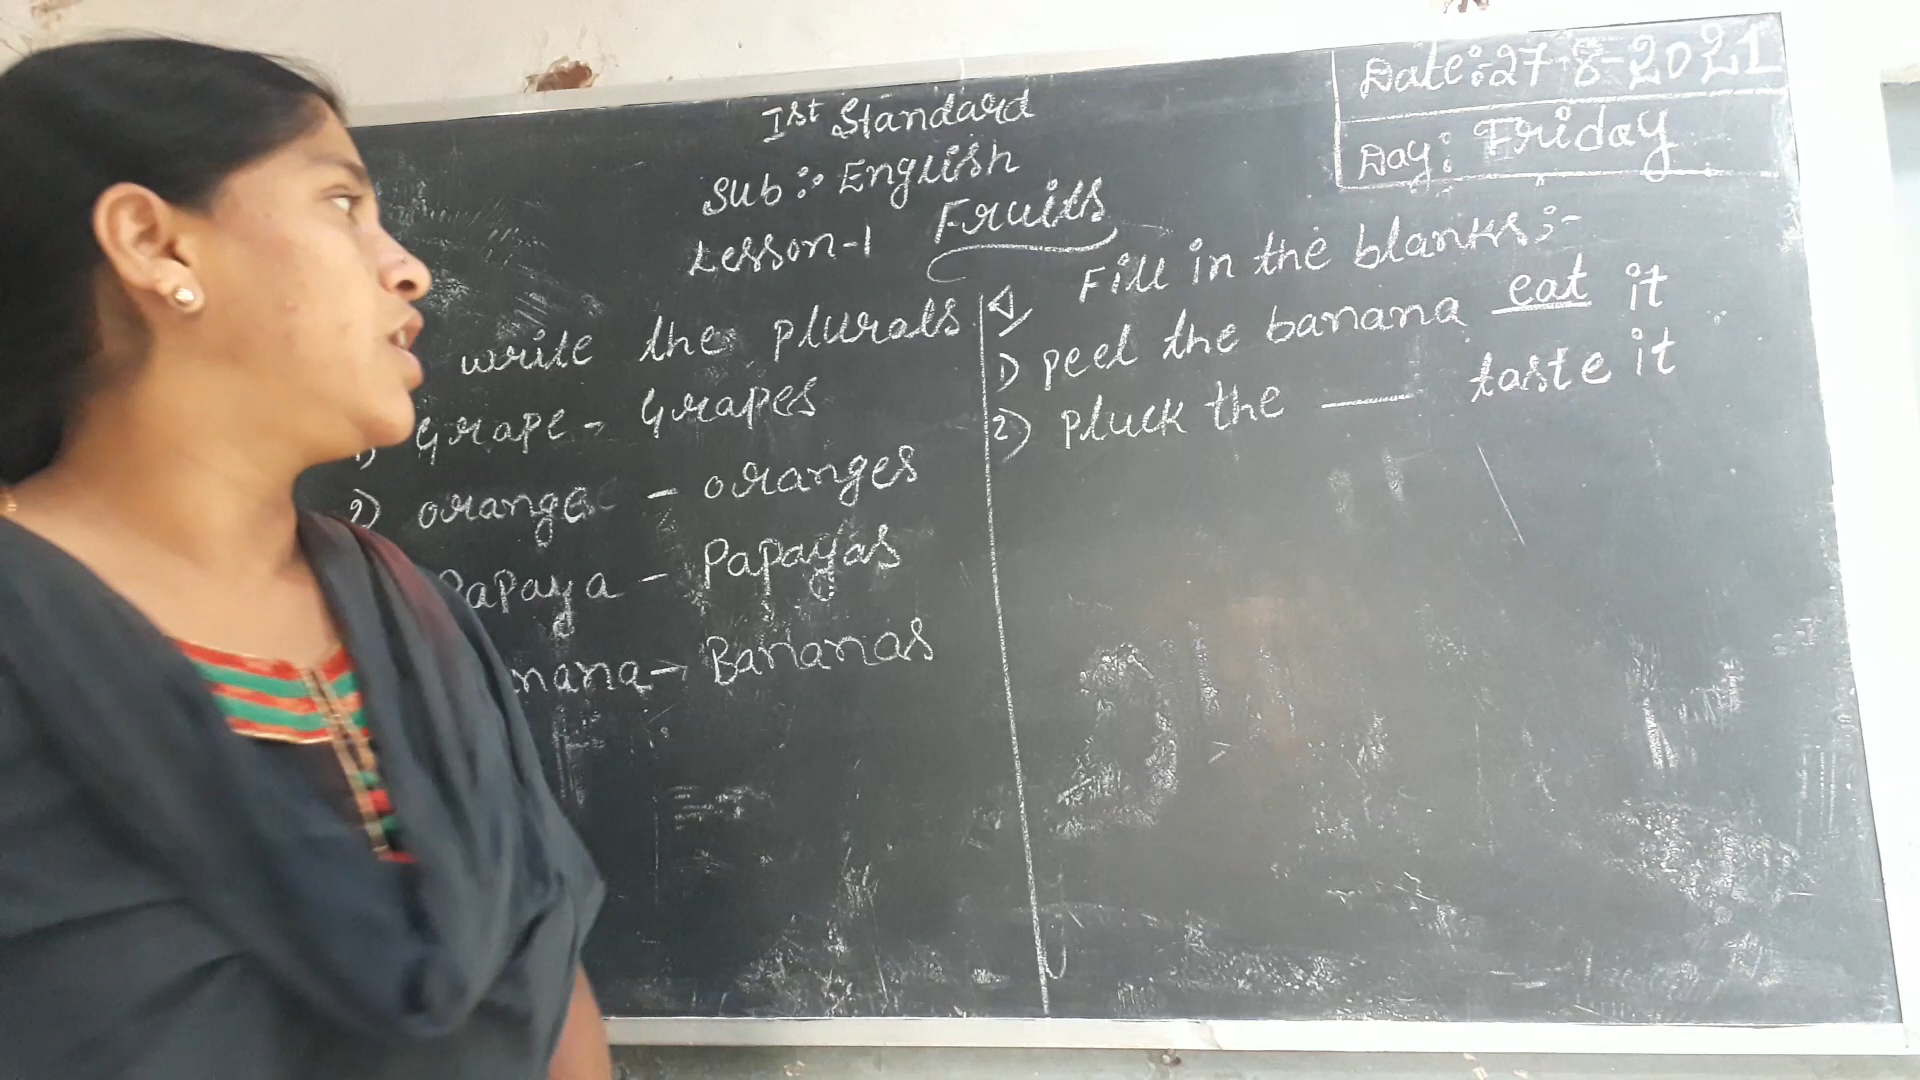 Date: 27-8-2021
Day: Friday
Ist Standard
Sub: English
Lesson-1 Fruits
write the plurals
1) Grape - Grapes
2) orange - oranges
Papaya - Papayas
nana - Bananas
Fill in the blanks:-
1) Peel the banana eat it
2) Pluck the ___ taste it